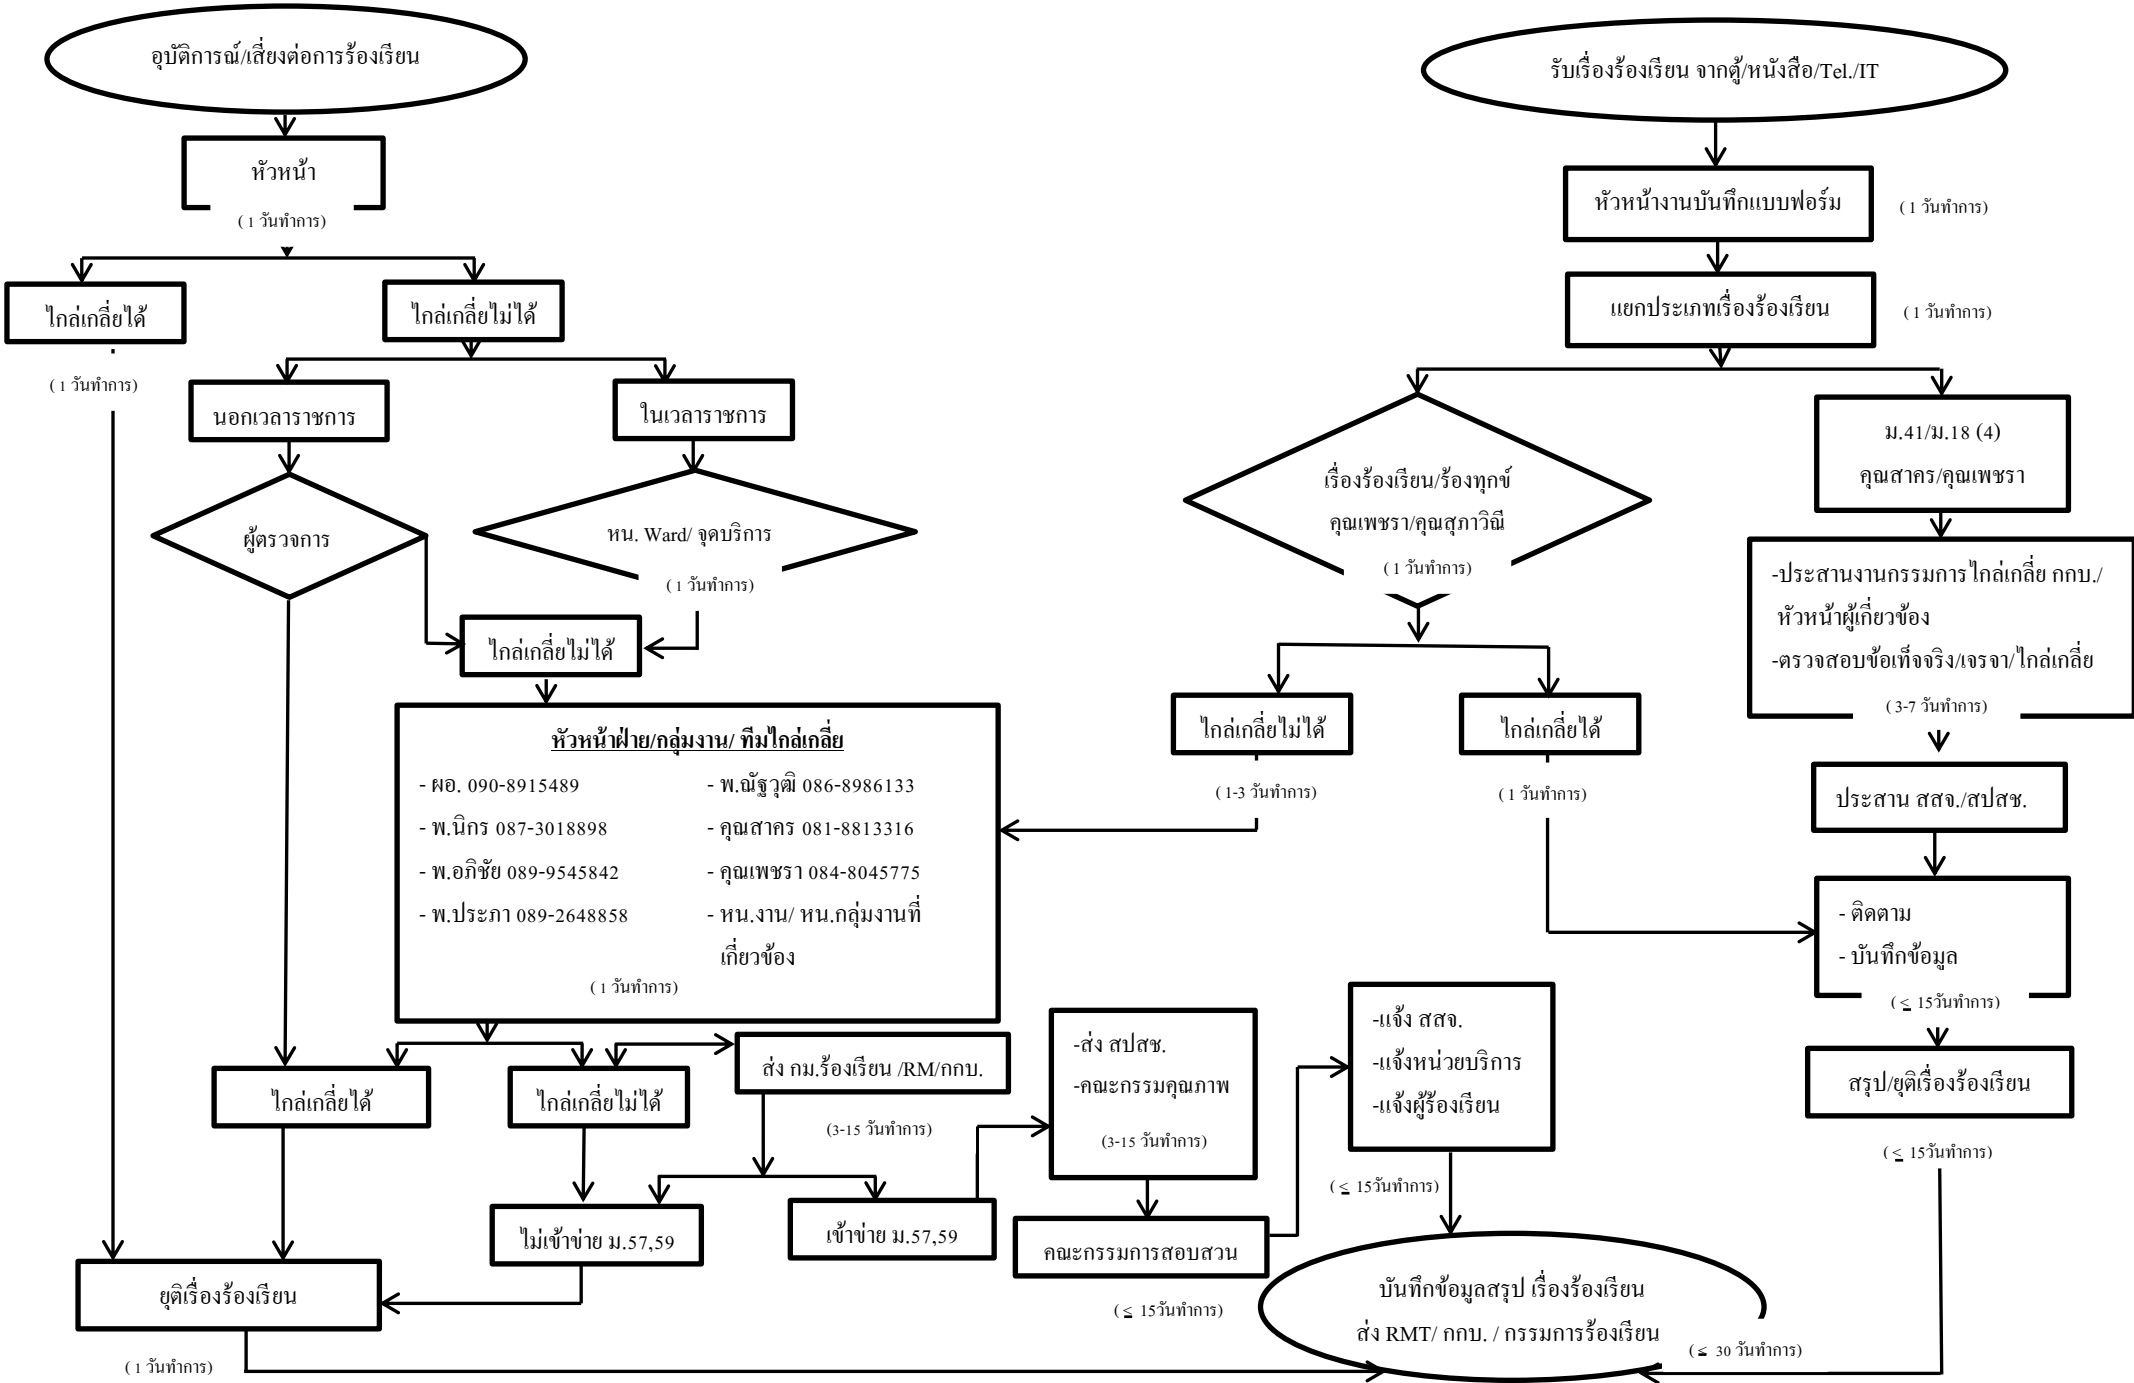 อุบัติการณ์/เสี่ยงต่อการร้องเรียน
หัวหน้า
( 1 วันทำการ)
ไกล่เกลี่ยได้
( 1 วันทำการ)
ไกล่เกลี่ยไม่ได้
นอกเวลาราชการ
ในเวลาราชการ
ผู้ตรวจการ
หน. Ward/ จุดบริการ
( 1 วันทำการ)
ไกล่เกลี่ยไม่ได้
หัวหน้าฝ่าย/กลุ่มงาน/ ทีมไกล่เกลี่ย
- ผอ. 090-8915489
- พ.นิกร 087-3018898
- พ.อภิชัย 089-9545842
- พ.ประภา 089-2648858
- พ.ณัฐวุฒิ 086-8986133
- คุณสาคร 081-8813316
- คุณเพชรา 084-8045775
- หน.งาน/ หน.กลุ่มงานที่
เกี่ยวข้อง
( 1 วันทำการ)
ไกล่เกลี่ยได้
ไกล่เกลี่ยไม่ได้
ส่ง กม.ร้องเรียน /RM/กกบ.
(3-15 วันทำการ)
ไม่เข้าข่าย ม.57,59
เข้าข่าย ม.57,59
ยุติเรื่องร้องเรียน
( 1 วันทำการ)
-ส่ง สปสช.
-คณะกรรมคุณภาพ
(3-15 วันทำการ)
คณะกรรมการสอบสวน
( ≤ 15วันทำการ)
-แจ้ง สสจ.
-แจ้งหน่วยบริการ
-แจ้งผู้ร้องเรียน
( ≤ 15วันทำการ)
รับเรื่องร้องเรียน จากตู้/หนังสือ/Tel./IT
หัวหน้างานบันทึกแบบฟอร์ม
( 1 วันทำการ)
แยกประเภทเรื่องร้องเรียน
( 1 วันทำการ)
เรื่องร้องเรียน/ร้องทุกข์
คุณเพชรา/คุณสุภาวิณี
( 1 วันทำการ)
ไกล่เกลี่ยไม่ได้
( 1-3 วันทำการ)
ไกล่เกลี่ยได้
( 1 วันทำการ)
ม.41/ม.18 (4)
คุณสาคร/คุณเพชรา
-ประสานงานกรรมการไกล่เกลี่ย กกบ./
หัวหน้าผู้เกี่ยวข้อง
-ตรวจสอบข้อเท็จจริง/เจรจา/ไกล่เกลี่ย
( 3-7 วันทำการ)
ประสาน สสจ./สปสช.
- ติดตาม
- บันทึกข้อมูล
( ≤ 15วันทำการ)
สรุป/ยุติเรื่องร้องเรียน
( ≤ 15วันทำการ)
บันทึกข้อมูลสรุป เรื่องร้องเรียน
ส่ง RMT/ กกบ. / กรรมการร้องเรียน
( ≤ 30 วันทำการ)